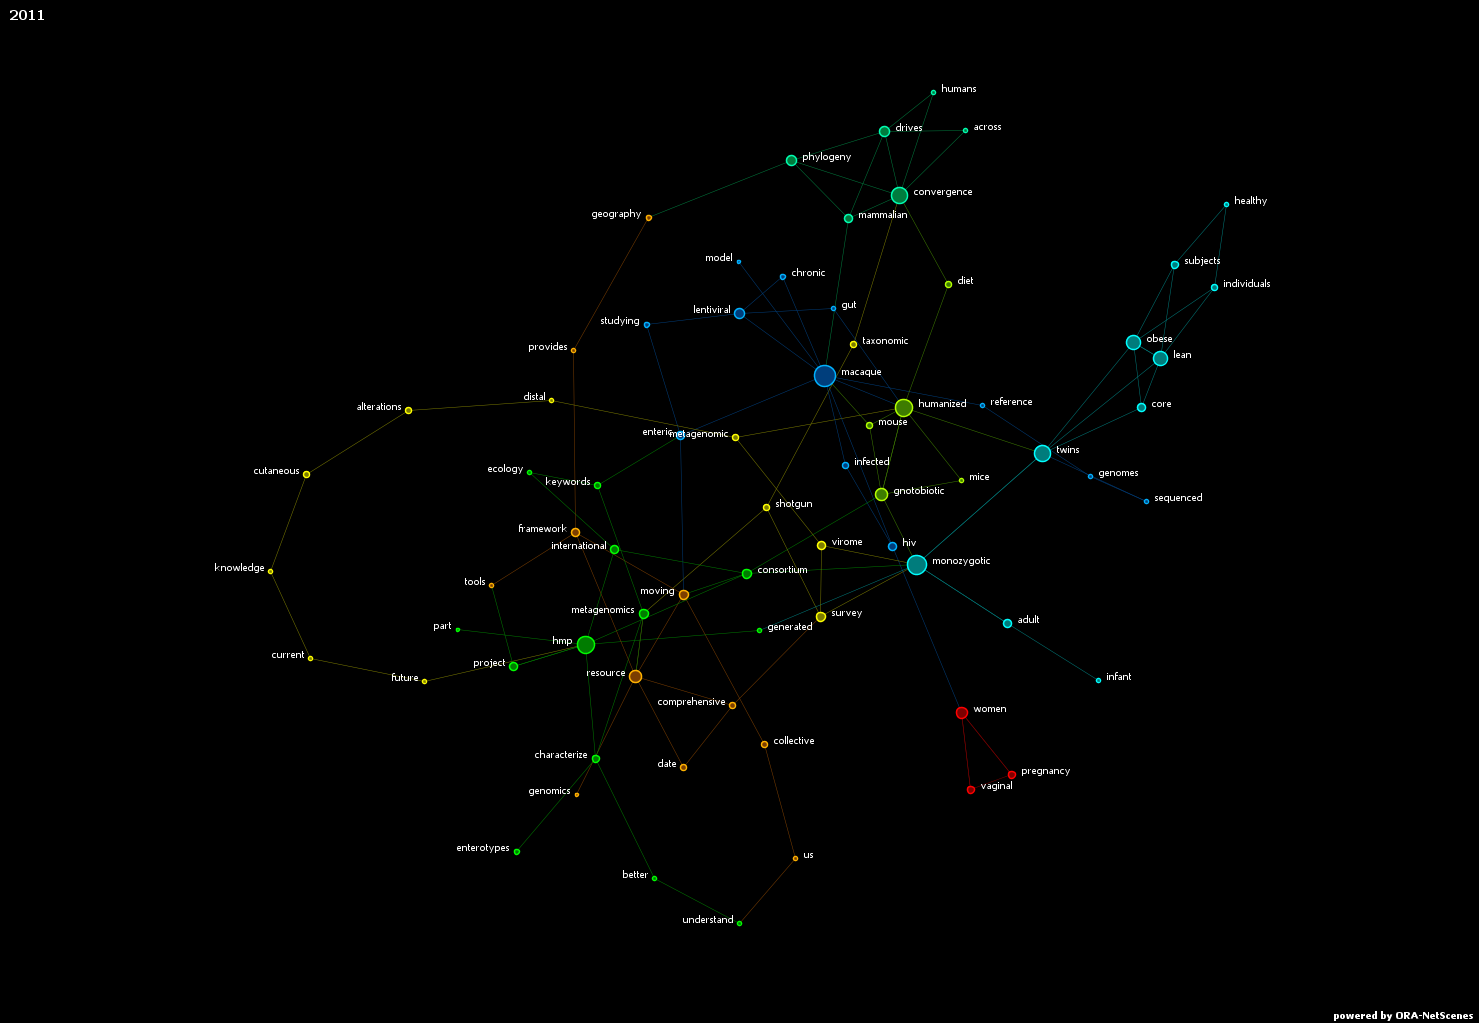 2011
humans
across
drives
phylogeny
convergence
healthy
geography
mammalian
model
subjects
chronic
individuals
diet
lentiviral
gut
studying
taxonomic
obese
provides
lean
macaque
distal
alterations
humanized
reference
core
mouse
enteric
metagenomic
twins
infected
ecology
cutaneous
genomes
keywords
mice
gnotobiotic
sequenced
shotgun
framework
international
virome
hiv
monozygotic
knowledge
consortium
tools
moving
metagenomics
survey
adult
part
generated
hmp
current
project
resource
future
infant
comprehensive
women
characterize
collective
date
pregnancy
genomics
vaginal
enterotypes
us
better
understand
powered by ORA-NetScenes